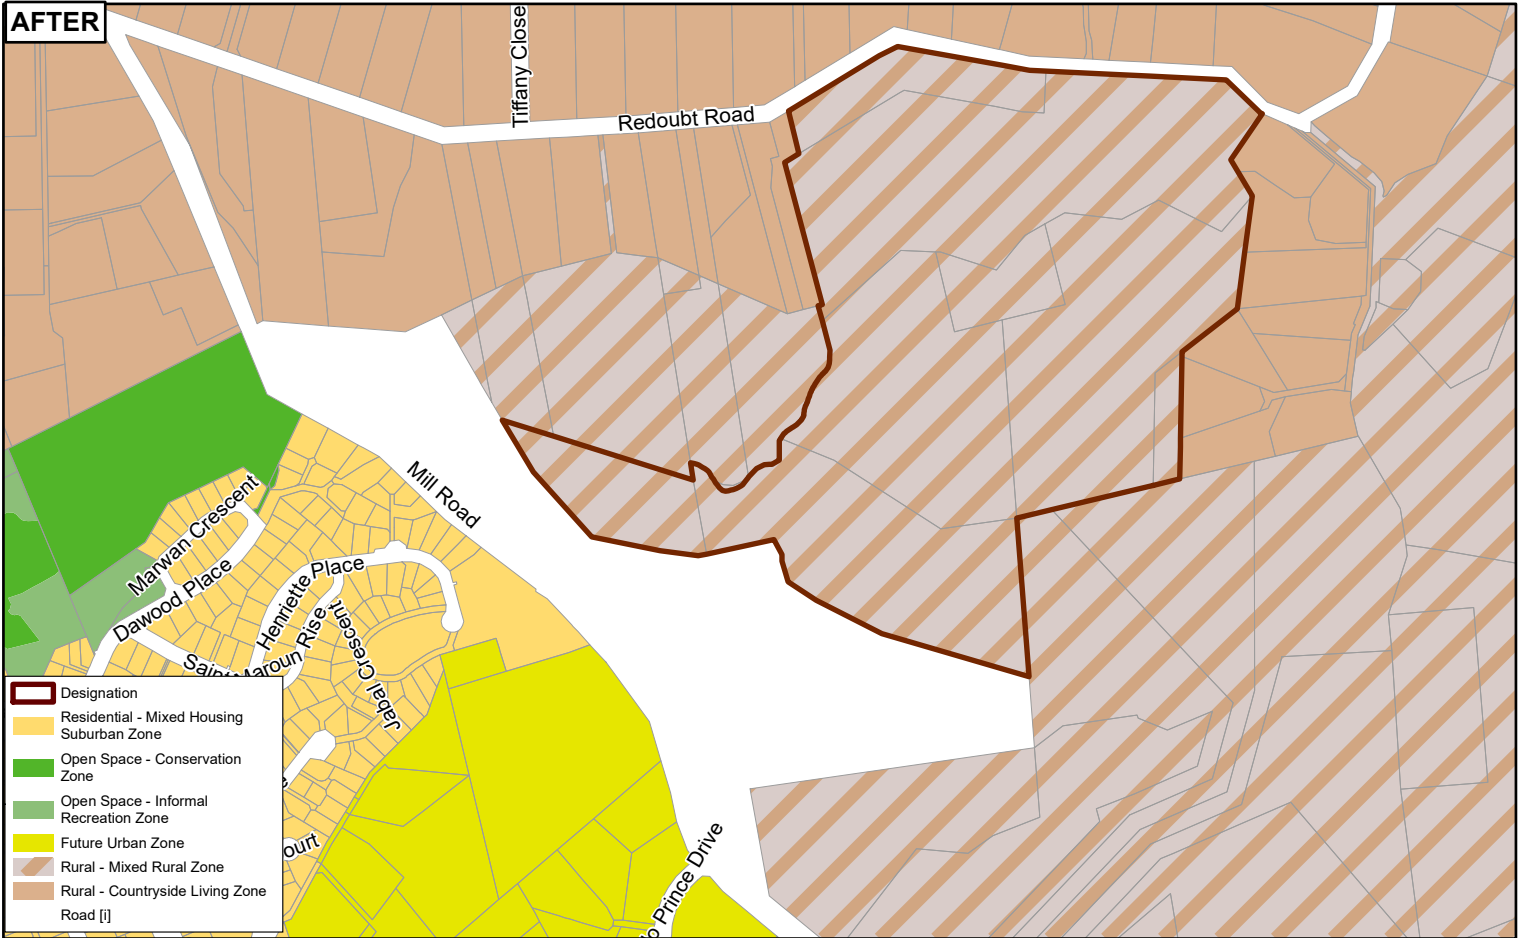 AFTER
Tiffany Close
Redoubt Road
Mill Road
Marwan Crescent
Dawood Place
Henriette Place
Rise
Saint Maroun
Jabal Crescent
Prince Drive
Designation
Residential - Mixed Housing
Suburban Zone
Open Space - Conservation
Zone
Open Space - Informal
Recreation Zone
Future Urban Zone
Rural - Mixed Rural Zone
Rural - Countryside Living Zone
Road [i]